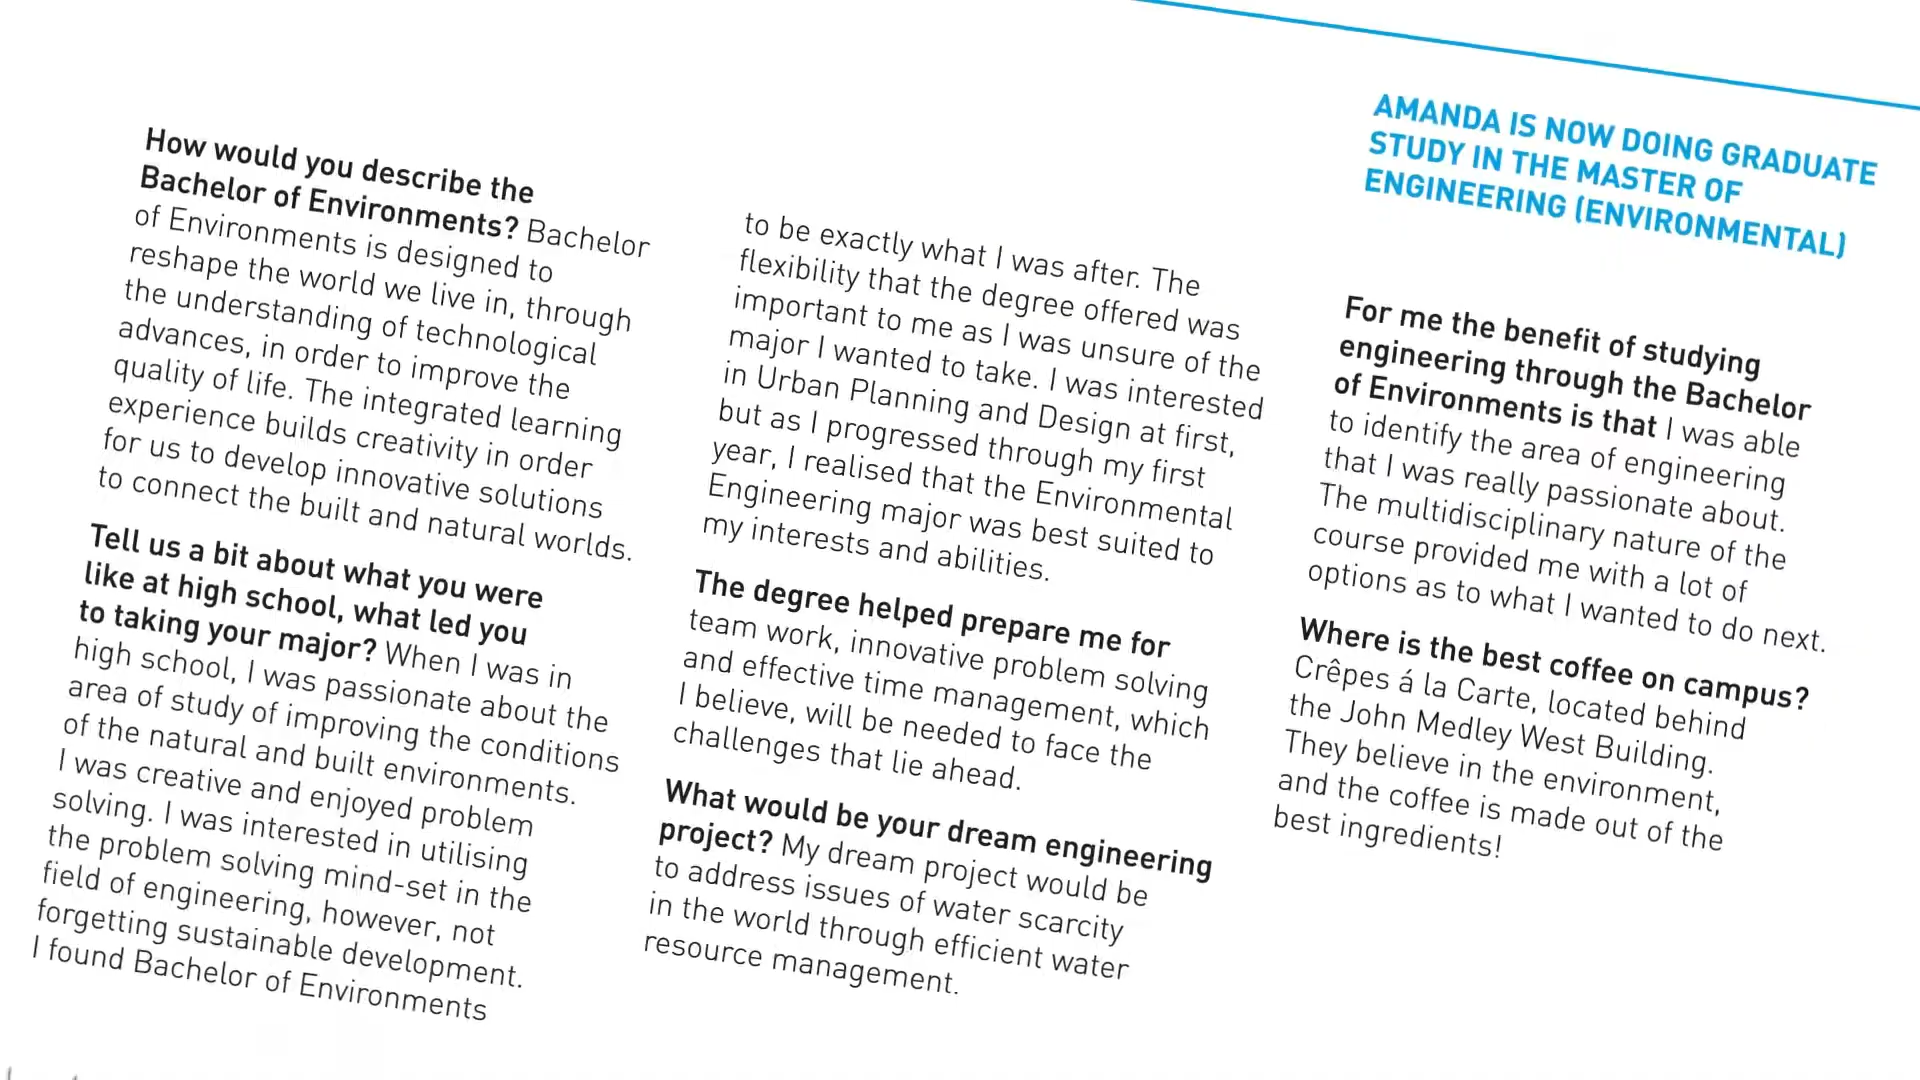 How would you describe the
Bachelor of Environments? Bachelor
of Environments is designed to
reshape the world we live in, through
the understanding of technological
advances, in order to improve the
quality of life. The integrated learning
experience builds creativity in order
for us to develop innovative solutions
to connect the built and natural worlds.
Tell us a bit about what you were
like at high school, what led you
to taking your major? When I was in
high school, I was passionate about the
area of study of improving the conditions
of the natural and built environments.
I was creative and enjoyed problem
solving. I was interested in utilising
the problem solving mind-set in the
field of engineering, however, not
forgetting sustainable development.
I found Bachelor of Environments
to be exactly what I was after. The
flexibility that the degree offered was
important to me as I was unsure of the
major I wanted to take. I was interested
in Urban Planning and Design at first,
but as I progressed through my first
year, I realised that the Environmental
Engineering major was best suited to
my interests and abilities.
The degree helped prepare me for
team work, innovative problem solving
and effective time management, which
I believe, will be needed to face the
challenges that lie ahead.
What would be your dream engineering
project? My dream project would be
to address issues of water scarcity
in the world through efficient water
resource management.
AMANDA IS NOW DOING GRADUATE
STUDY IN THE MASTER OF
ENGINEERING (ENVIRONMENTAL)
For me the benefit of studying
engineering through the Bachelor
of Environments is that I was able
to identify the area of engineering
that I was really passionate about.
The multidisciplinary nature of the
course provided me with a lot of
options as to what I wanted to do next.
Where is the best coffee on campus?
Crêpes á la Carte, located behind
the John Medley West Building.
They believe in the environment,
and the coffee is made out of the
best ingredients!